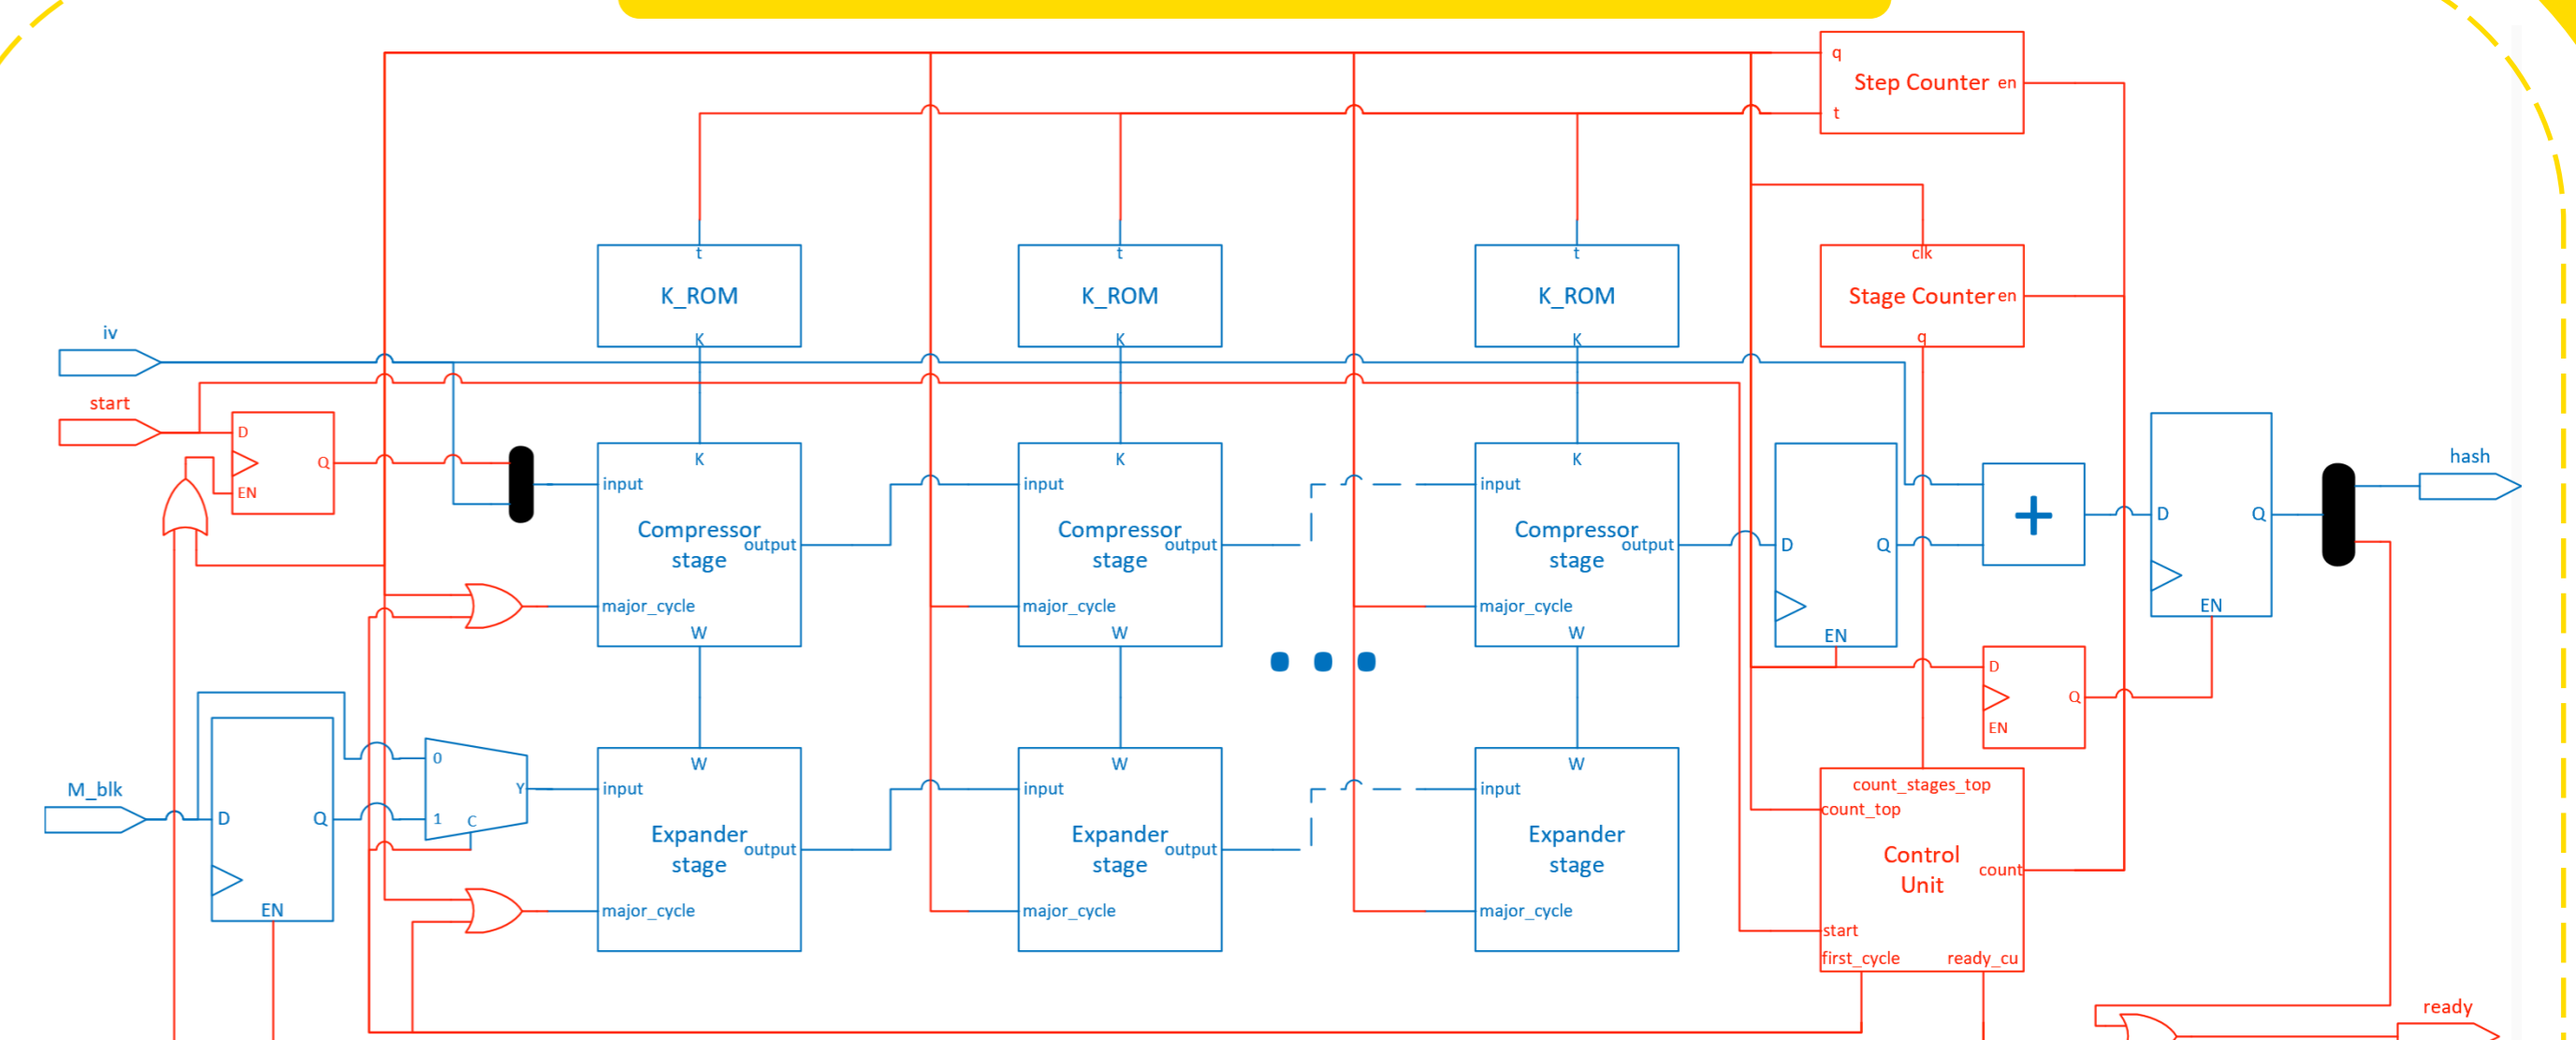 q
Step Counter en
t
t
t
t
clk
K_ROM
K_ROM
K_ROM
Stage Counter en
K
K
K
q
iv
start
D
Q
EN
K
K
K
input
input
input
Compressor
stage
output
Compressor
stage
output
Compressor
stage
output
major_cycle
major_cycle
major_cycle
W
W
W
D
Q
EN
+
D
Q
EN
hash
D
Q
EN
M_blk
D
Q
EN
0
1
C
Y
W
W
W
input
input
input
Expander
stage
output
Expander
stage
output
Expander
stage
major_cycle
major_cycle
major_cycle
count_stages_top
count_top
Control
Unit
count
start
first_cycle
ready_cu
ready